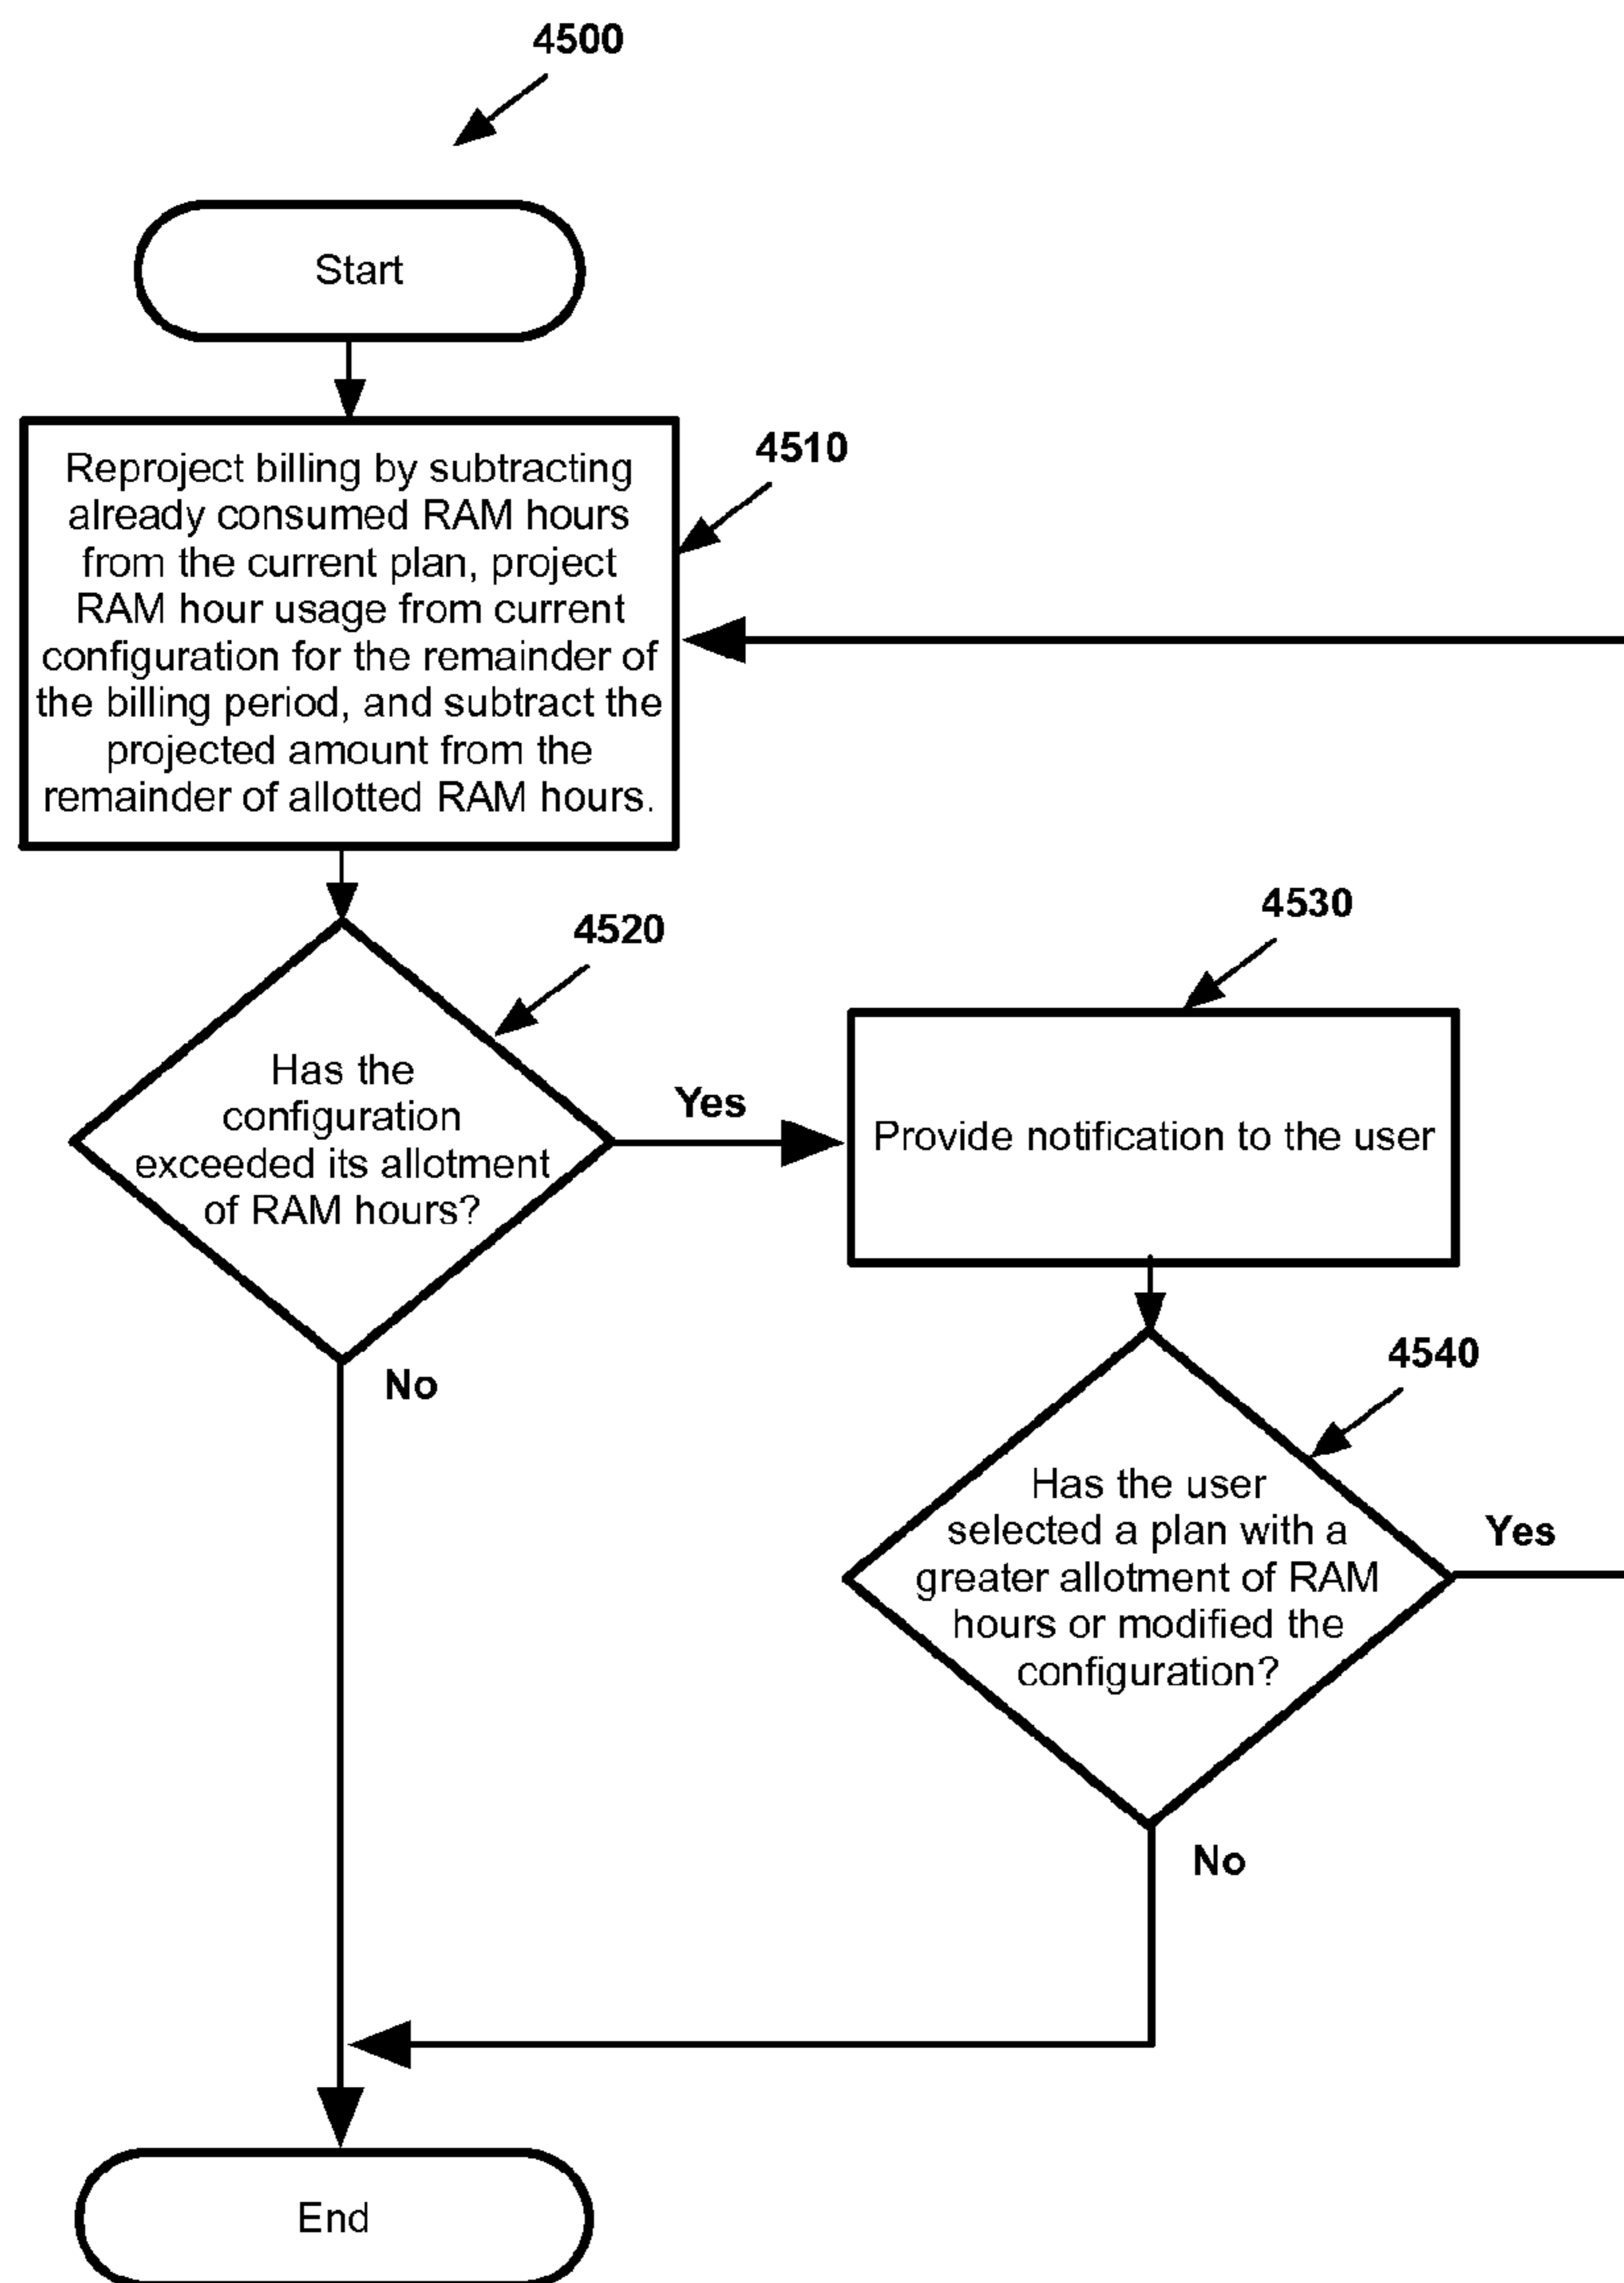 4500
Start
4510
Reproject billing by subtracting
already consumed RAM hours
from the current plan, project
RAM hour usage from current
configuration for the remainder of
the billing period, and subtract the
projected amount from the
remainder of allotted RAM hours.
4520
Has the
configuration
exceeded its allotment
of RAM hours?
Yes
No
4530
Provide notification to the user
4540
Has the user
selected a plan with a
greater allotment of RAM
hours or modified the
configuration?
Yes
No
End